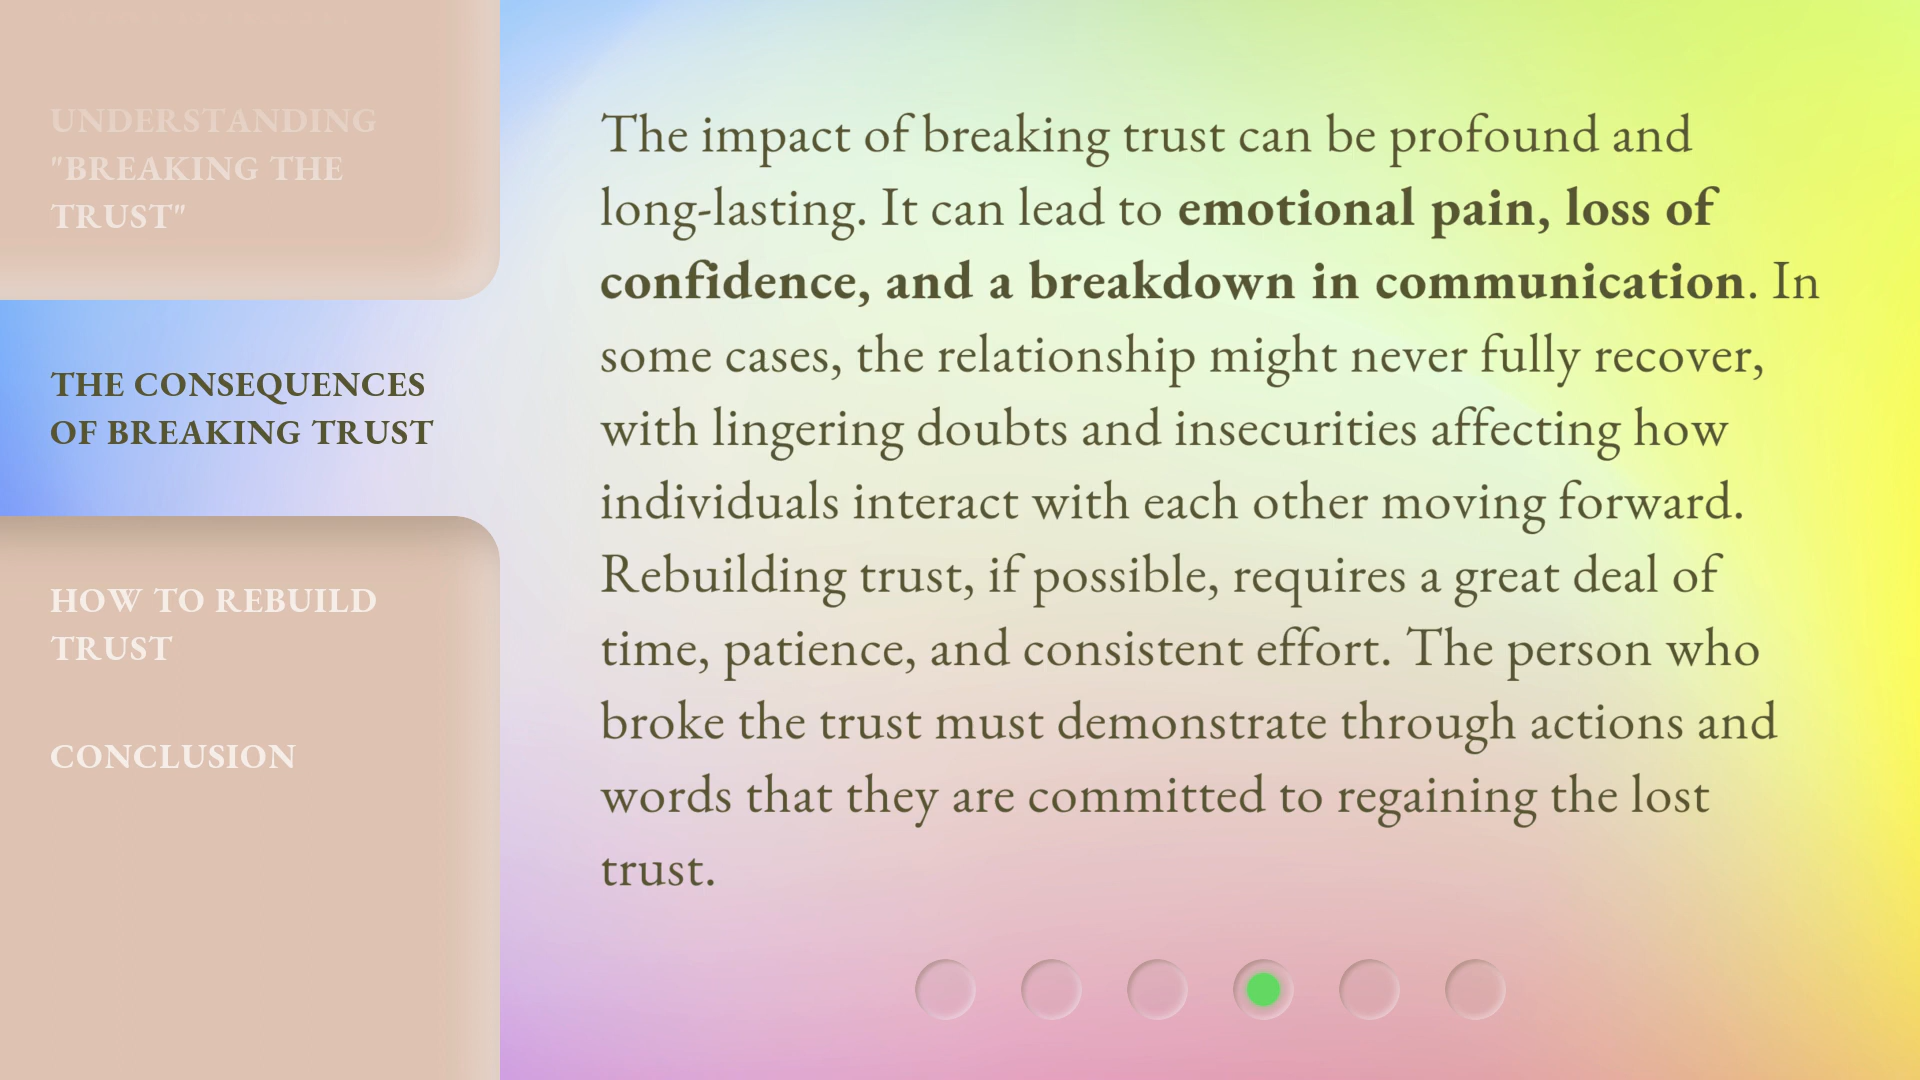 UNDERSTANDING
"BREAKING THE
TRUST"
THE CONSEQUENCES
OF BREAKING TRUST
HOW TO REBUILD
TRUST
CONCLUSION
The impact of breaking trust can be profound and
long-lasting. It can lead to emotional pain, loss of
confidence, and a breakdown in communication. In
some cases, the relationship might never fully recover,
with lingering doubts and insecurities affecting how
individuals interact with each other moving forward.
Rebuilding trust, if possible, requires a great deal of
time, patience, and consistent effort. The person who
broke the trust must demonstrate through actions and
words that they are committed to regaining the lost
trust.